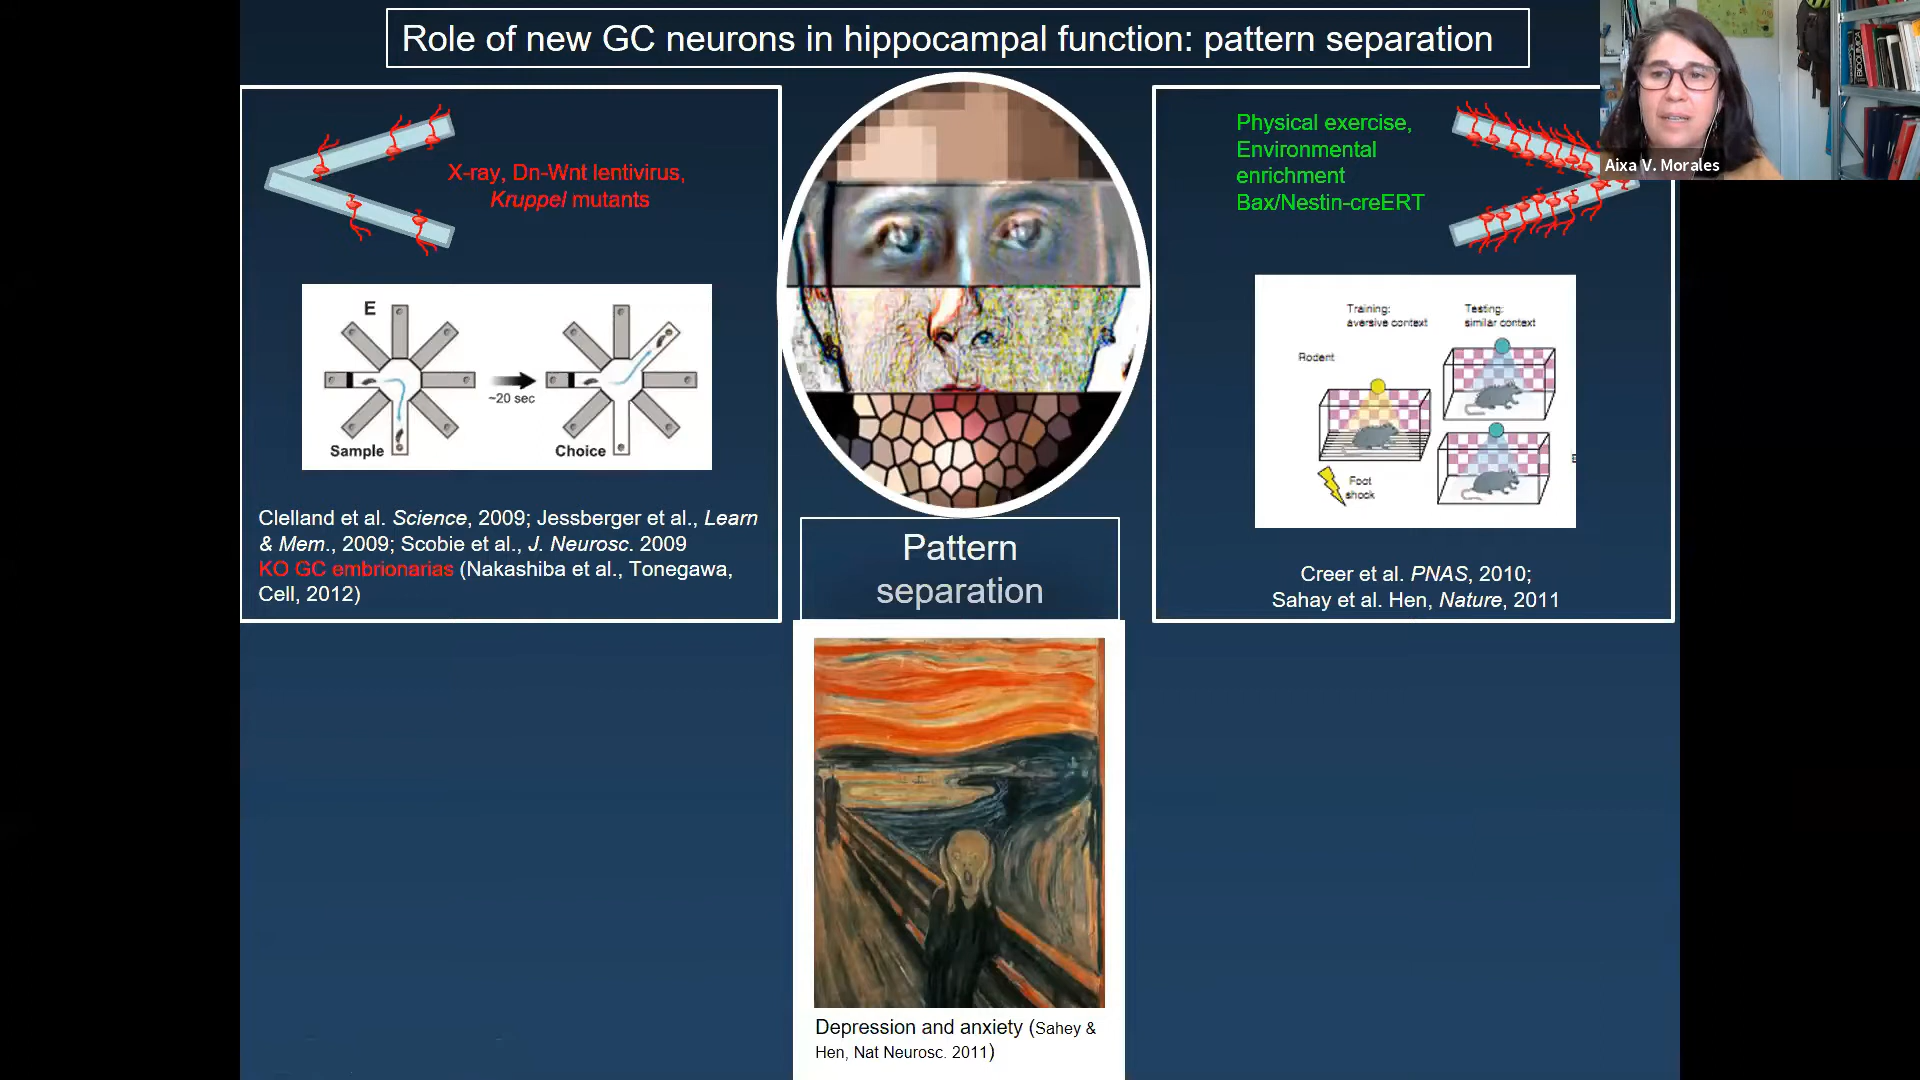 Role of new GC neurons in hippocampal function: pattern separation
X-ray, Dn-Wnt lentivirus,
Kruppel mutants
E
~20 sec
Sample
Choice
Clelland et al. Science, 2009; Jessberger et al., Learn
& Mem., 2009; Scobie et al., J. Neurosc. 2009
KO GC embrionarias (Nakashiba et al., Tonegawa,
Cell, 2012)
Pattern
separation
Depression and anxiety (Sahey &
Hen, Nat Neurosc. 2011)
Physical exercise,
Environmental
enrichment
Bax/Nestin-creERT
Training:
aversive context
Testing:
similar context
Rodent
Foot
shock
Creer et al. PNAS, 2010;
Sahay et al. Hen, Nature, 2011
Aixa V. Morales
BIOQUIMICA